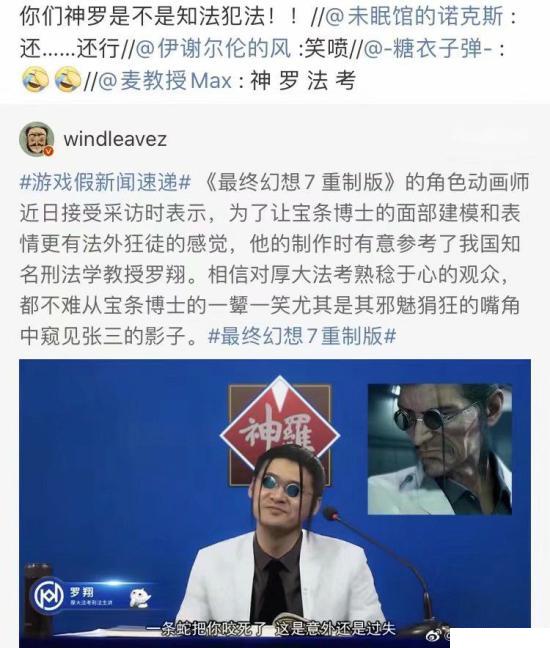 你们神罗是不是知法犯法！！//@未眠馆的诺克斯：
还……还行//@伊谢尔伦的风:笑喷//@-糖衣子弹-：
//@麦教授Max：神 罗 法 考
windleavez
#游戏假新闻速递# 《最终幻想7 重制版》的角色动画师
近日接受采访时表示，为了让宝条博士的面部建模和表
情更有法外狂徒的感觉，他的制作时有意参考了我国知
名刑法学教授罗翔。相信对厚大法考熟稔于心的观众，
都不难从宝条博士的一颦一笑尤其是其邪魅狷狂的嘴角
中窥见张三的影子。#最终幻想7重制版#
神羅
罗翔
厚大法考刑法主讲
一条蛇把你咬死了 这是意外还是过失